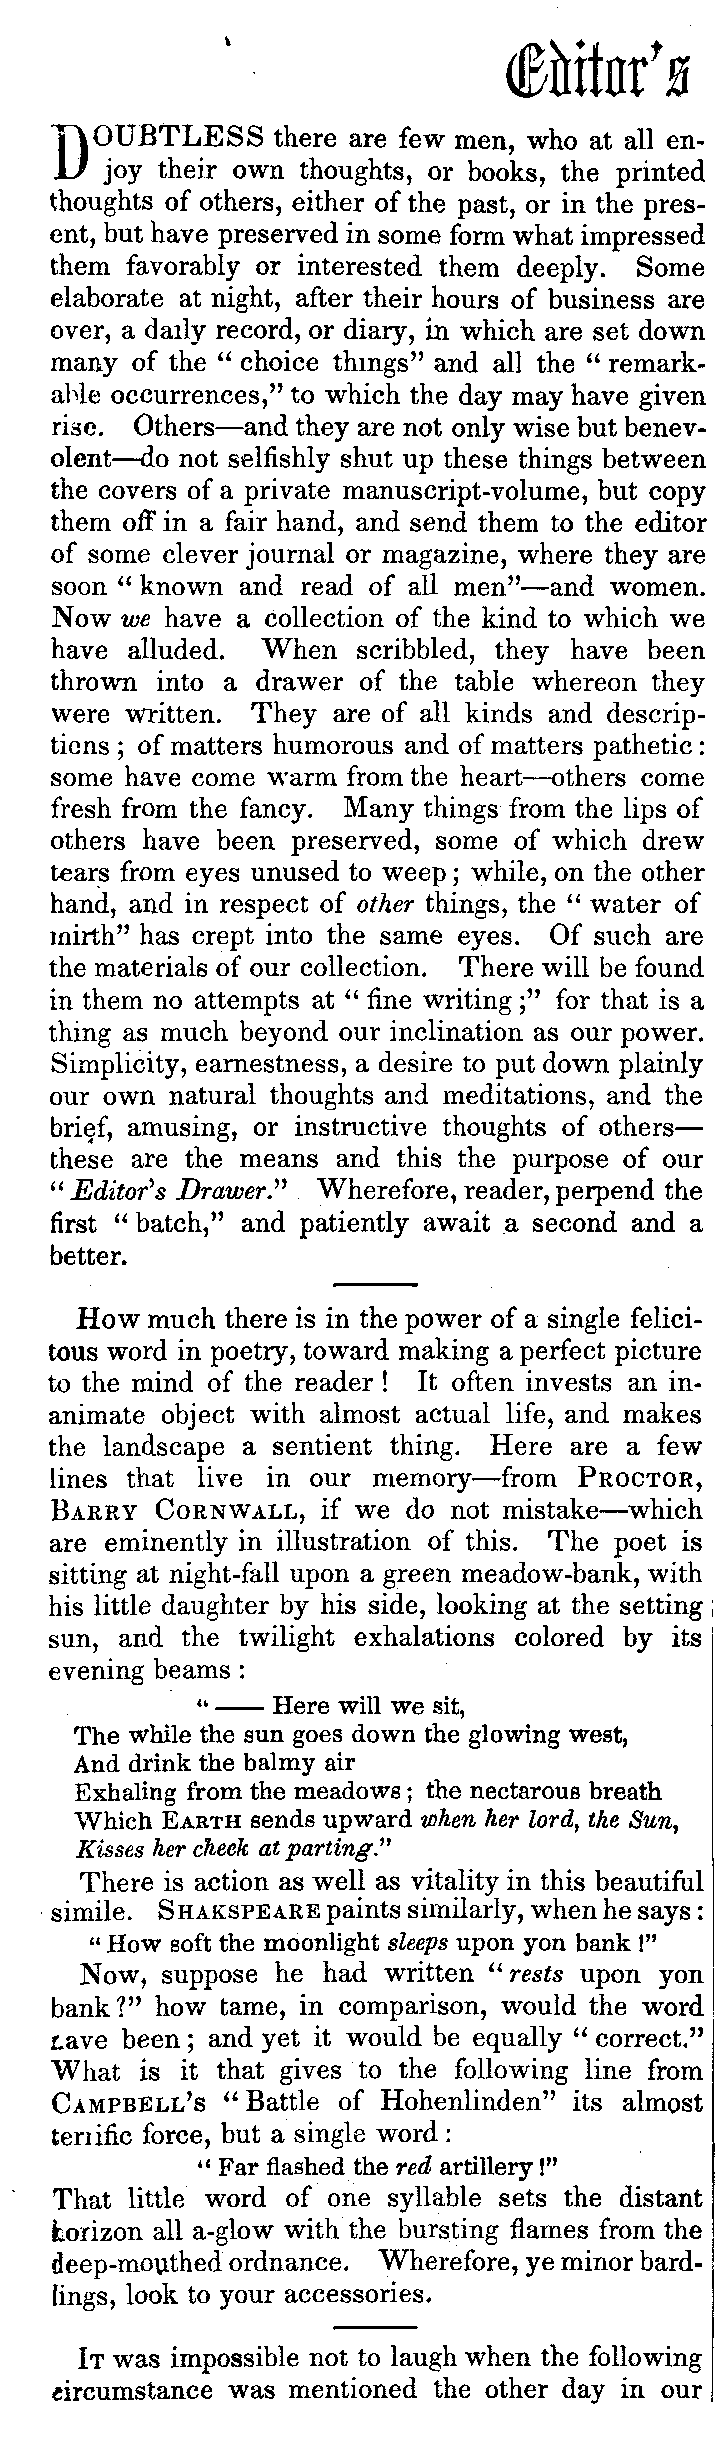 Editor's
DOUBTLESS there are few men, who at all en-
joy their own thoughts, or books, the printed
thoughts of others, either of the past, or in the pres-
ent, but have preserved in some form what impressed
them favorably or interested them deeply. Some
elaborate at night, after their hours of business are
over, a daily record, or diary, in which are set down
many of the “ choice things” and all the “ remark-
able occurrences,” to which the day may have given
rise. Others—and they are not only wise but benev-
olent—do not selfishly shut up these things between
the covers of a private manuscript-volume, but copy
them off in a fair hand, and send them to the editor
of some clever journal or magazine, where they are
soon “ known and read of all men”—and women.
Now we have a collection of the kind to which we
have alluded. When scribbled, they have been
thrown into a drawer of the table whereon they
were written. They are of all kinds and descrip-
tions ; of matters humorous and of matters pathetic :
some have come warm from the heart—others come
fresh from the fancy. Many things from the lips of
others have been preserved, some of which drew
tears from eyes unused to weep ; while, on the other
hand, and in respect of other things, the “ water of
mirth” has crept into the same eyes. Of such are
the materials of our collection. There will be found
in them no attempts at “ fine writing ;” for that is a
thing as much beyond our inclination as our power.
Simplicity, earnestness, a desire to put down plainly
our own natural thoughts and meditations, and the
brief, amusing, or instructive thoughts of others—
these are the means and this the purpose of our
“ Editor's Drawer.” Wherefore, reader, perpend the
first “ batch,” and patiently await a second and a
better.
How much there is in the power of a single felici-
tous word in poetry, toward making a perfect picture
to the mind of the reader ! It often invests an in-
animate object with almost actual life, and makes
the landscape a sentient thing. Here are a few
lines that live in our memory—from PROCTOR,
BARRY CORNWALL, if we do not mistake—which
are eminently in illustration of this. The poet is
sitting at night-fall upon a green meadow-bank, with
his little daughter by his side, looking at the setting
sun, and the twilight exhalations colored by its
evening beams :
“ —— Here will we sit,
The while the sun goes down the glowing west,
And drink the balmy air
Exhaling from the meadows ; the nectarous breath
Which EARTH sends upward when her lord, the Sun,
Kisses her cheek at parting.”
There is action as well as vitality in this beautiful
simile. SHAKSPEARE paints similarly, when he says :
“ How soft the moonlight sleeps upon yon bank !”
Now, suppose he had written “ rests upon yon
bank ?” how tame, in comparison, would the word
have been ; and yet it would be equally “ correct.”
What is it that gives to the following line from
CAMPBELL'S “ Battle of Hohenlinden” its almost
terrific force, but a single word :
“ Far flashed the red artillery !”
That little word of one syllable sets the distant
horizon all a-glow with the bursting flames from the
deep-mouthed ordnance. Wherefore, ye minor bard-
lings, look to your accessories.
IT was impossible not to laugh when the following
circumstance was mentioned the other day in our